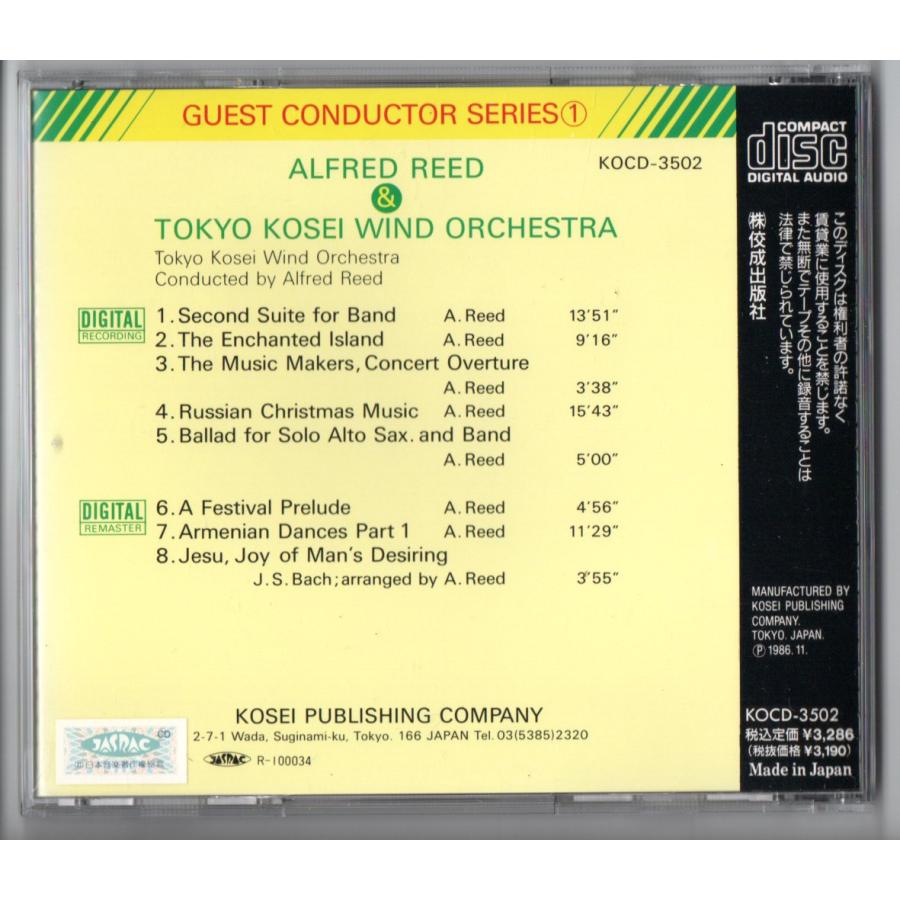 GUEST CONDUCTOR SERIES①
ALFRED REED
KOCD-3502
&
TOKYO KOSEI WIND ORCHESTRA
Tokyo Kosei Wind Orchestra
Conducted by Alfred Reed
DIGITAL
RECORDING
1. Second Suite for Band A. Reed 13'51"
2. The Enchanted Island A. Reed 9'16"
3. The Music Makers, Concert Overture
A. Reed 3'38"
4. Russian Christmas Music A. Reed 15'43"
5. Ballad for Solo Alto Sax. and Band
A. Reed 5'00"
DIGITAL
REMASTER
6. A Festival Prelude A. Reed 4'56"
7. Armenian Dances Part 1 A. Reed 11'29"
8. Jesu, Joy of Man's Desiring
J. S. Bach; arranged by A. Reed 3'55"
KOSEI PUBLISHING COMPANY
2-7-1 Wada, Suginami-ku, Tokyo. 166 JAPAN Tel. 03(5385)2320
JASRAC R-100034
JASRAC
CD
COMPACT
disc
DIGITAL AUDIO
このディスクは権利者の許諾なく
賃貸業に使用することを禁じます。
また無断でテープその他に録音することは
法律で禁じられています。
㈱佼成出版社
MANUFACTURED BY
KOSEI PUBLISHING
COMPANY.
TOKYO. JAPAN.
Ⓟ 1986. 11.
KOCD-3502
税込定価 ¥3,286
(税抜価格 ¥3,190)
Made in Japan